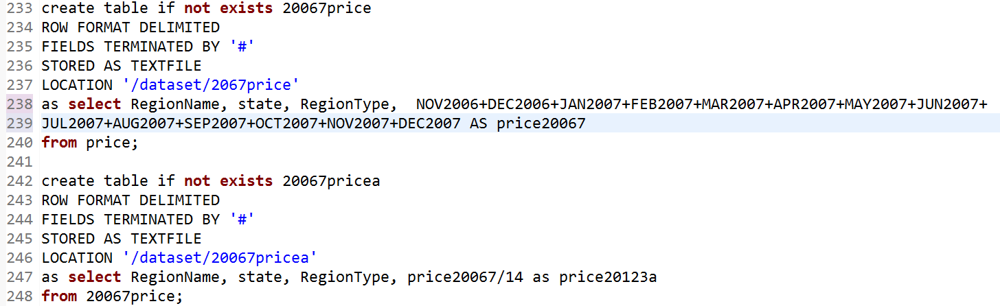 233 create table if not exists 20067price
234 ROW FORMAT DELIMITED
235 FIELDS TERMINATED BY '#'
236 STORED AS TEXTFILE
237 LOCATION '/dataset/2067price'
238 as select RegionName, state, RegionType,  NOV2006+DEC2006+JAN2007+FEB2007+MAR2007+APR2007+MAY2007+JUN2007+
239 JUL2007+AUG2007+SEP2007+OCT2007+NOV2007+DEC2007 AS price20067
240 from price;
241
242 create table if not exists 20067pricea
243 ROW FORMAT DELIMITED
244 FIELDS TERMINATED BY '#'
245 STORED AS TEXTFILE
246 LOCATION '/dataset/20067pricea'
247 as select RegionName, state, RegionType, price20067/14 as price20123a
248 from 20067price;